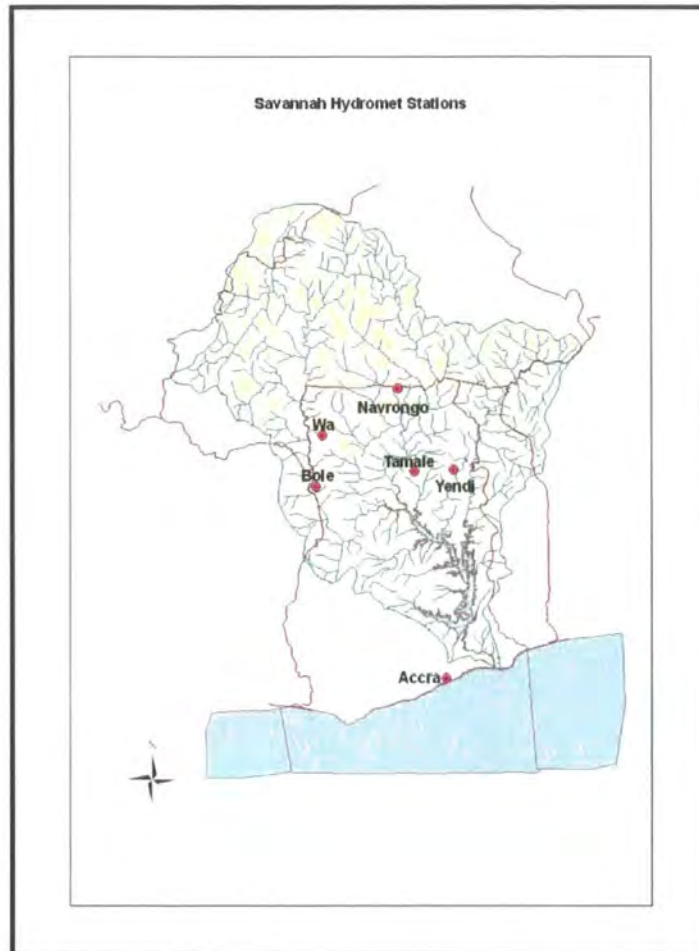 Savannah Hydromet Stations
Navrongo
Wa
Tamale
Yendi
Bole
Accra